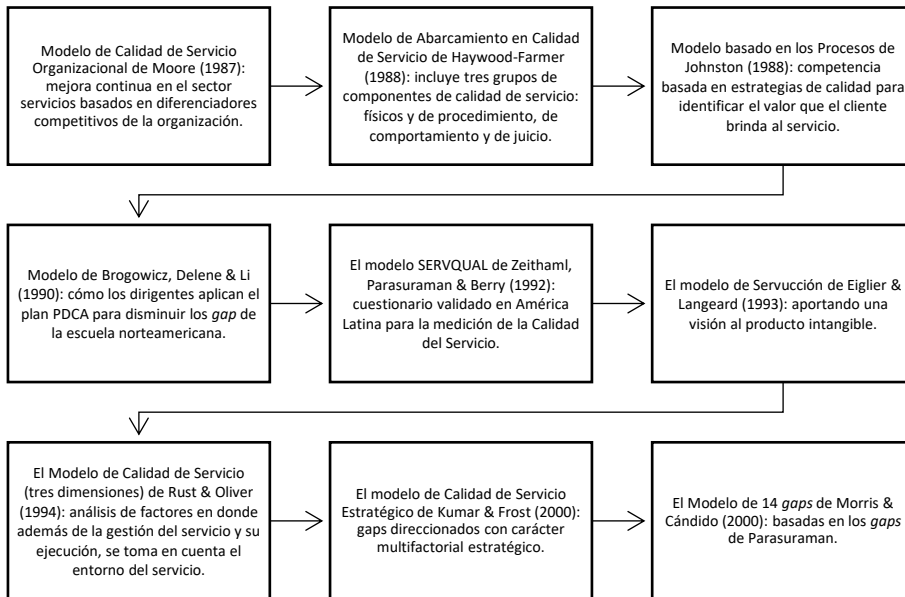 Modelo de Calidad de Servicio
Organizacional de Moore (1987):
mejora continua en el sector
servicios basados en diferenciadores
competitivos de la organización.
Modelo de Abarcamiento en Calidad
de Servicio de Haywood-Farmer
(1988): incluye tres grupos de
componentes de calidad de servicio:
físicos y de procedimiento, de
comportamiento y de juicio.
Modelo basado en los Procesos de
Johnston (1988): competencia
basada en estrategias de calidad para
identificar el valor que el cliente
brinda al servicio.
Modelo de Brogowicz, Delene & Li
(1990): cómo los dirigentes aplican el
plan PDCA para disminuir los gap de
la escuela norteamericana.
El modelo SERVQUAL de Zeithaml,
Parasuraman & Berry (1992):
cuestionario validado en América
Latina para la medición de la Calidad
del Servicio.
El modelo de Servucción de Eiglier &
Langeard (1993): aportando una
visión al producto intangible.
El Modelo de Calidad de Servicio
(tres dimensiones) de Rust & Oliver
(1994): análisis de factores en donde
además de la gestión del servicio y su
ejecución, se toma en cuenta el
entorno del servicio.
El modelo de Calidad de Servicio
Estratégico de Kumar & Frost (2000):
gaps direccionados con carácter
multifactorial estratégico.
El Modelo de 14 gaps de Morris &
Cándido (2000): basadas en los gaps
de Parasuraman.